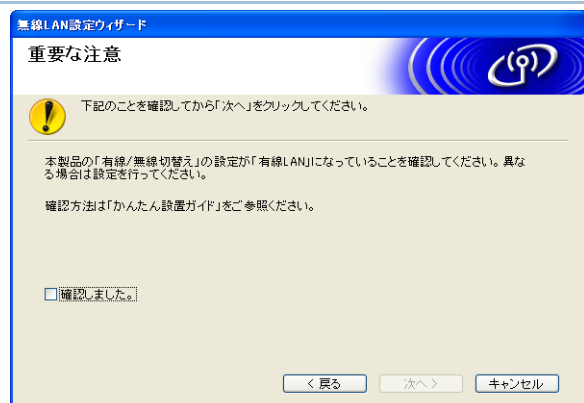 無線LAN設定ウィザード
重要な注意
下記のことを確認してから「次へ」をクリックしてください。
本製品の「有線/無線切替え」の設定が「有線LAN」になっていることを確認してください。異な
る場合は設定を行ってください。
確認方法は「かんたん設置ガイド」をご参照ください。
確認しました。
< 戻る
次へ >
キャンセル